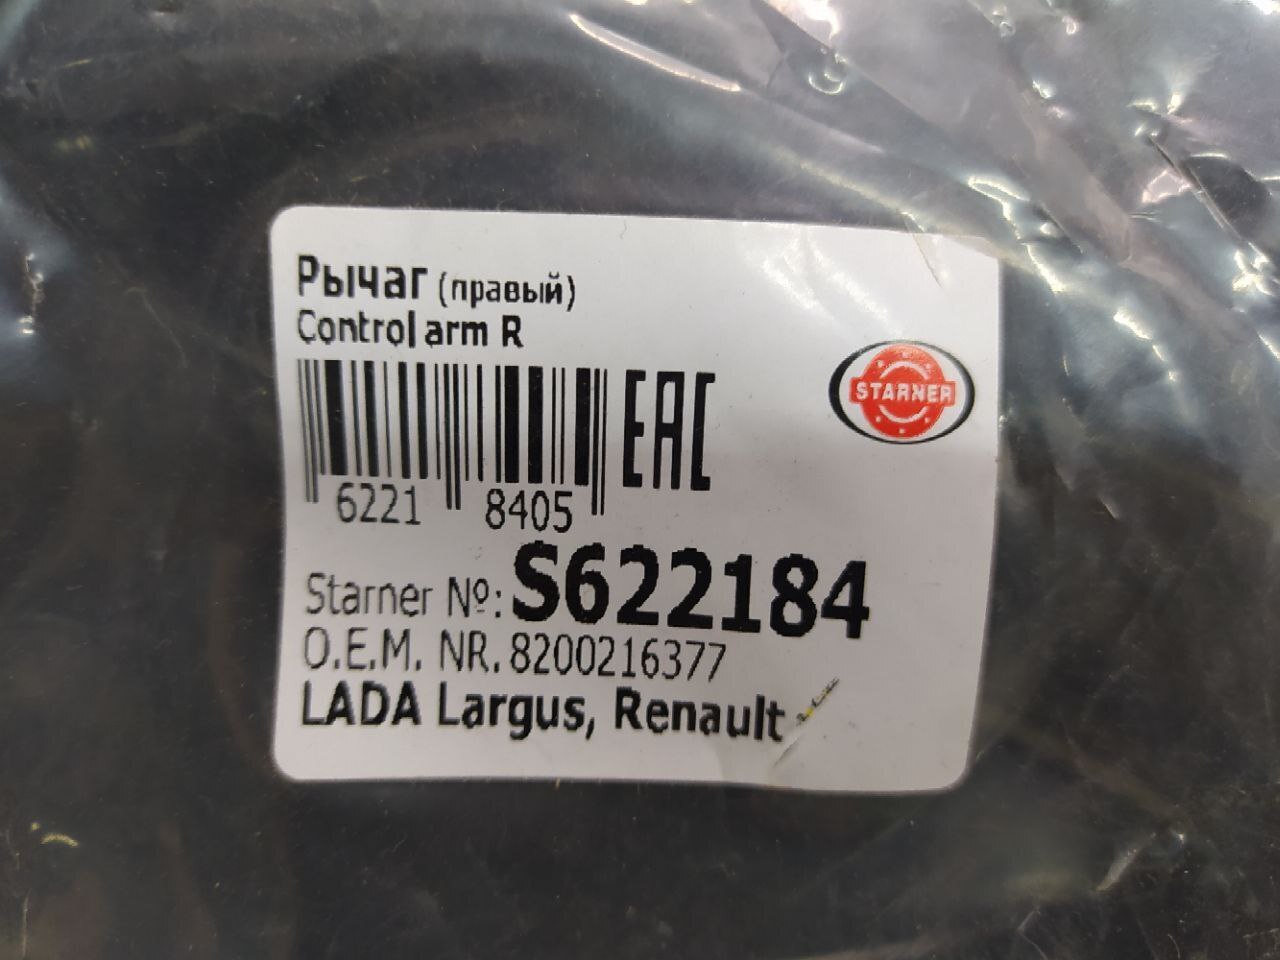 Рычаг (правый)
Control arm R
EAC
STARNER
6221 8405
Starner №: S622184
O.E.M. NR. 8200216377
LADA Largus, Renault